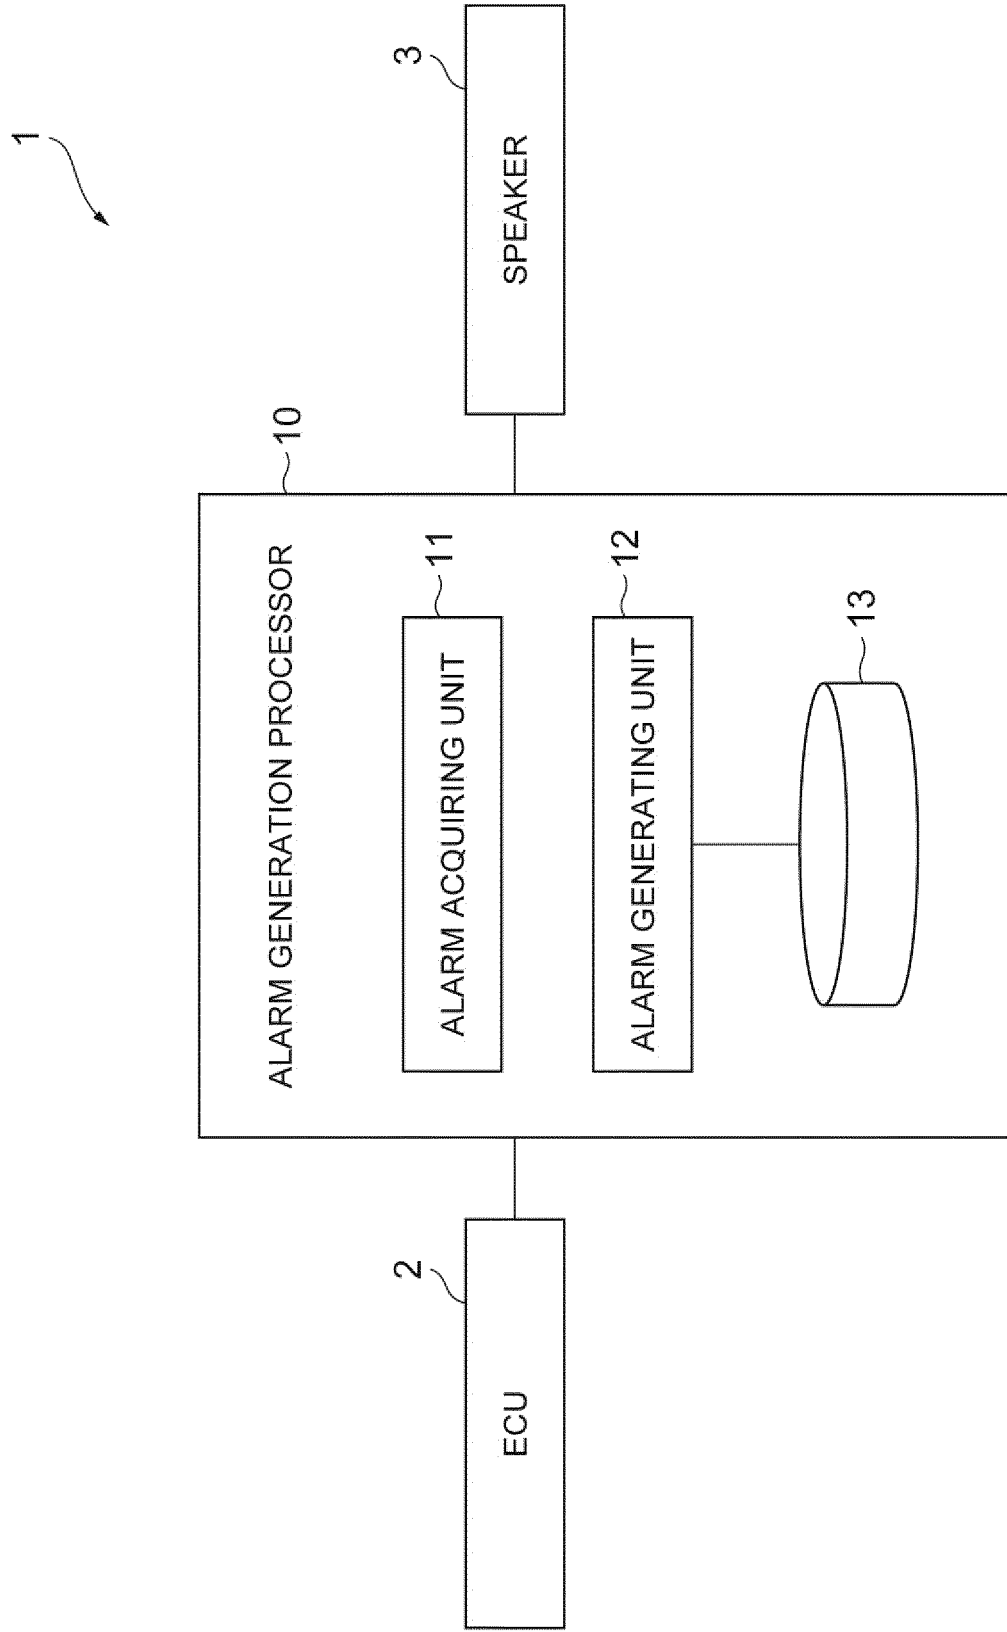 1
ECU
2
ALARM GENERATION PROCESSOR
10
ALARM ACQUIRING UNIT
11
ALARM GENERATING UNIT
12
13
SPEAKER
3